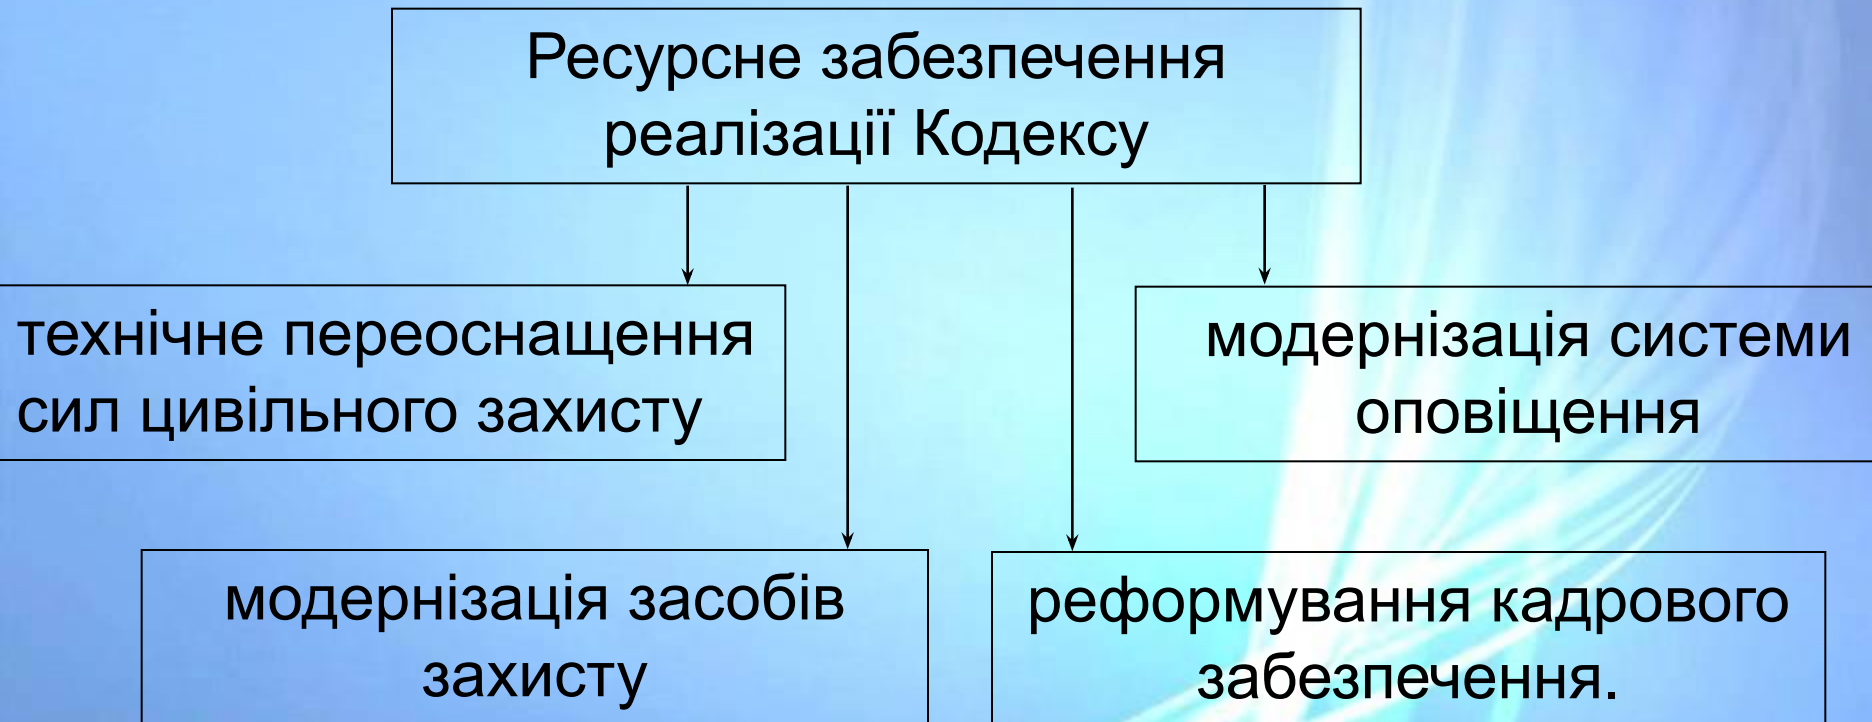 Ресурсне забезпечення
реалізації Кодексу
технічне переоснащення
сил цивільного захисту
модернізація системи
оповіщення
модернізація засобів
захисту
реформування кадрового
забезпечення.